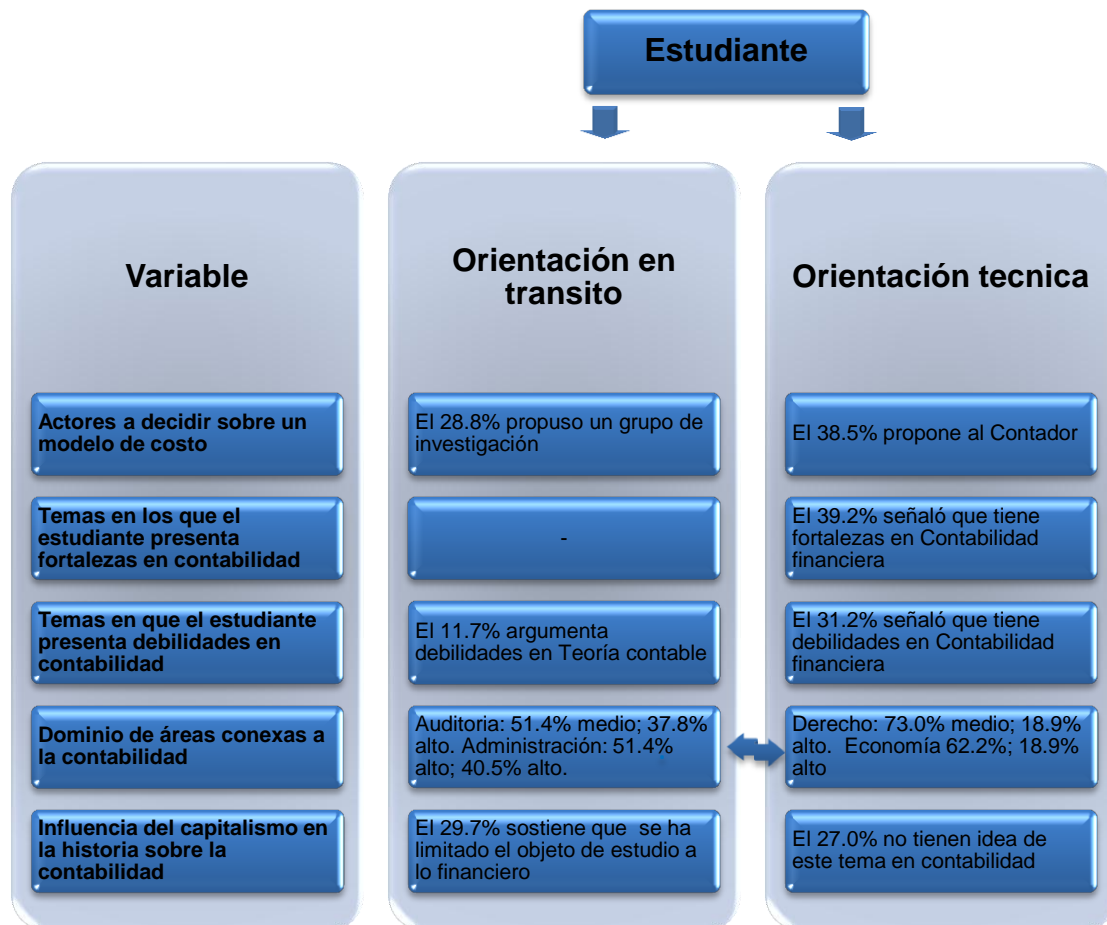 Estudiante
Variable
Orientación en
transito
Orientación tecnica
Actores a decidir sobre un
modelo de costo
El 28.8% propuso un grupo de
investigación
El 38.5% propone al Contador
Temas en los que el
estudiante presenta
fortalezas en contabilidad
-
El 39.2% señaló que tiene
fortalezas en Contabilidad
financiera
Temas en que el estudiante
presenta debilidades en
contabilidad
El 11.7% argumenta
debilidades en Teoría contable
El 31.2% señaló que tiene
debilidades en Contabilidad
financiera
Dominio de áreas conexas a
la contabilidad
Auditoria: 51.4% medio; 37.8%
alto. Administración: 51.4%
alto; 40.5% alto.
Derecho: 73.0% medio; 18.9%
alto. Economía 62.2%; 18.9%
alto
Influencia del capitalismo en
la historia sobre la
contabilidad
El 29.7% sostiene que se ha
limitado el objeto de estudio a
lo financiero
El 27.0% no tienen idea de
este tema en contabilidad